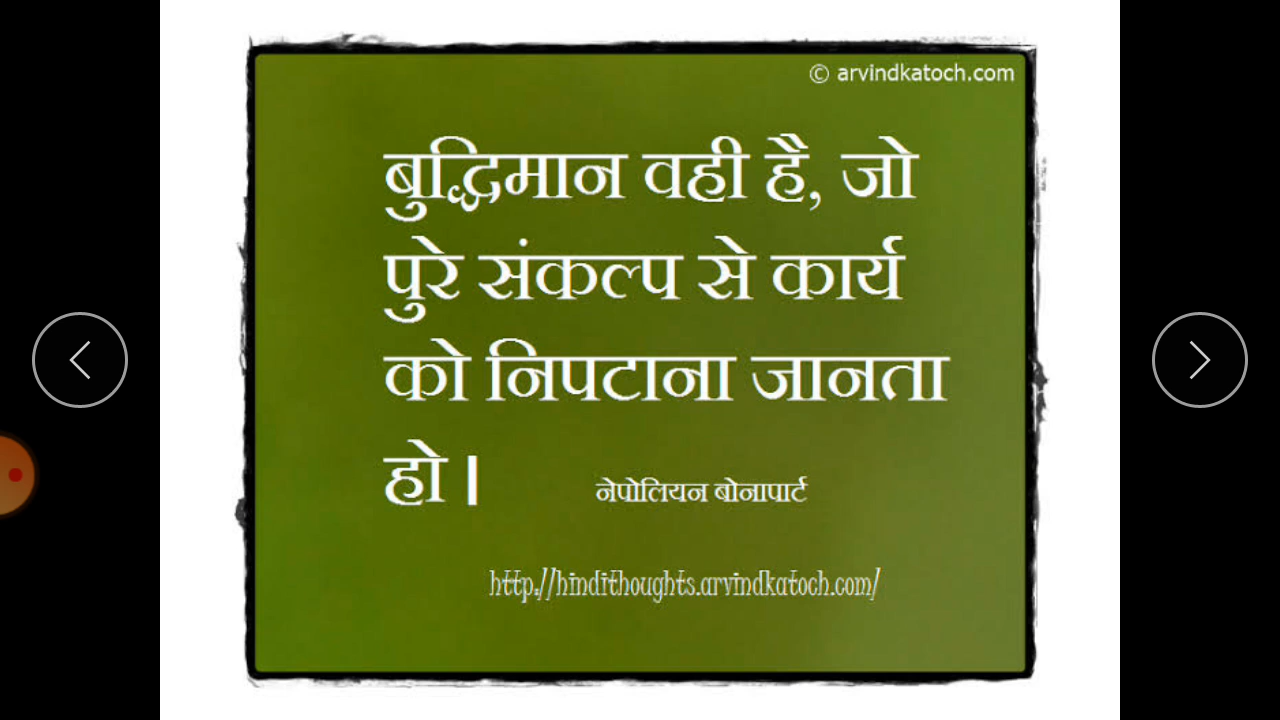 © arvindkatoch.com
बुद्धिमान वही है, जो
पुरे संकल्प से कार्य
को निपटाना जानता
हो।
नेपोलियन बोनापार्ट
http://hindithoughts.arvindkatoch.com/